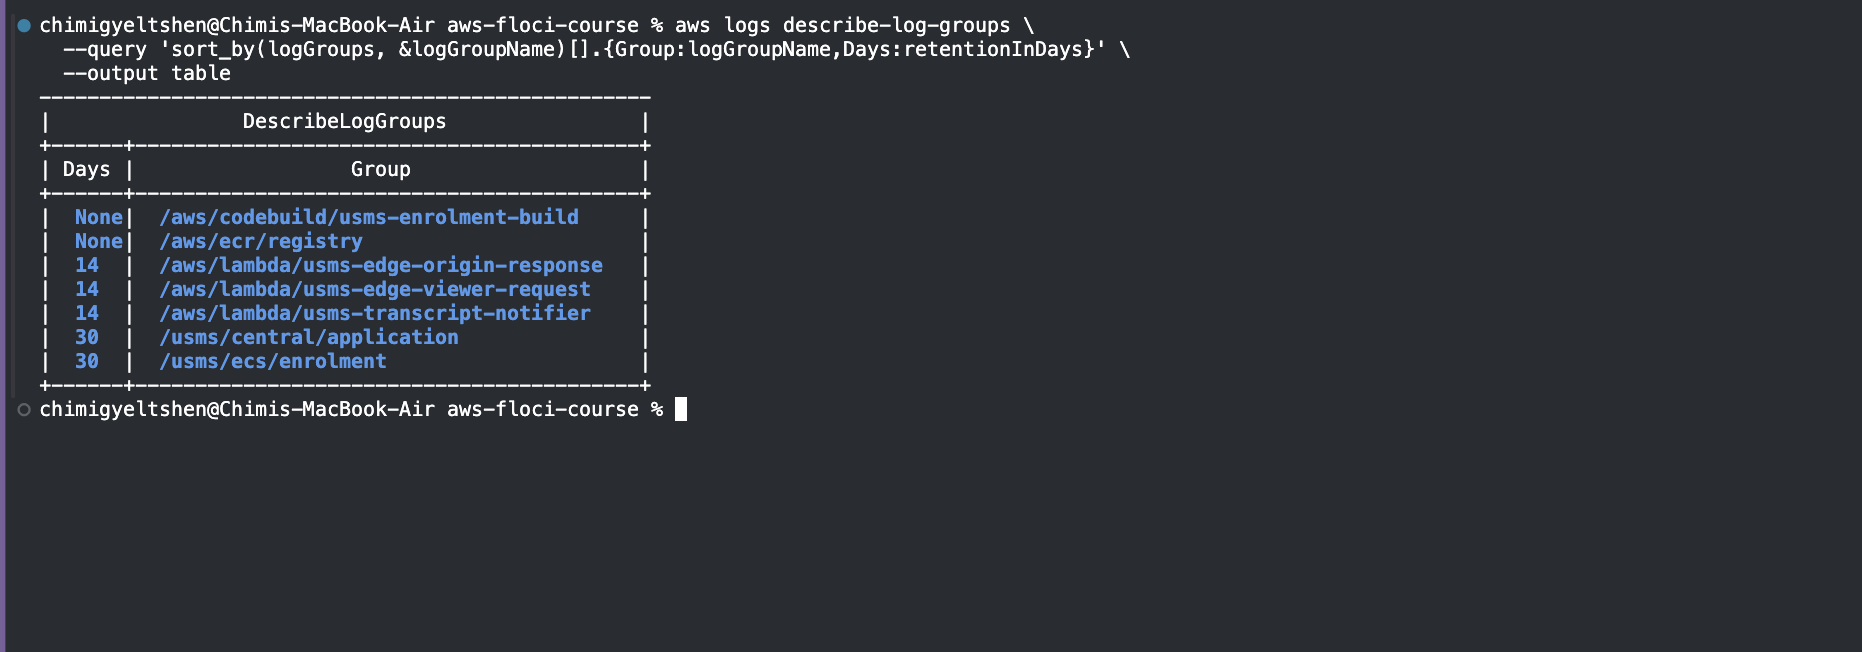 chimigyeltshen@Chimis-MacBook-Air aws-floci-course % aws logs describe-log-groups \
  --query 'sort_by(logGroups, &logGroupName)[].{Group:logGroupName,Days:retentionInDays}' \
  --output table
---------------------------------------------------
|                DescribeLogGroups                |
+------+------------------------------------------+
| Days |                  Group                   |
+------+------------------------------------------+
|  None|  /aws/codebuild/usms-enrolment-build     |
|  None|  /aws/ecr/registry                       |
|  14  |  /aws/lambda/usms-edge-origin-response   |
|  14  |  /aws/lambda/usms-edge-viewer-request    |
|  14  |  /aws/lambda/usms-transcript-notifier    |
|  30  |  /usms/central/application               |
|  30  |  /usms/ecs/enrolment                     |
+------+------------------------------------------+
chimigyeltshen@Chimis-MacBook-Air aws-floci-course %